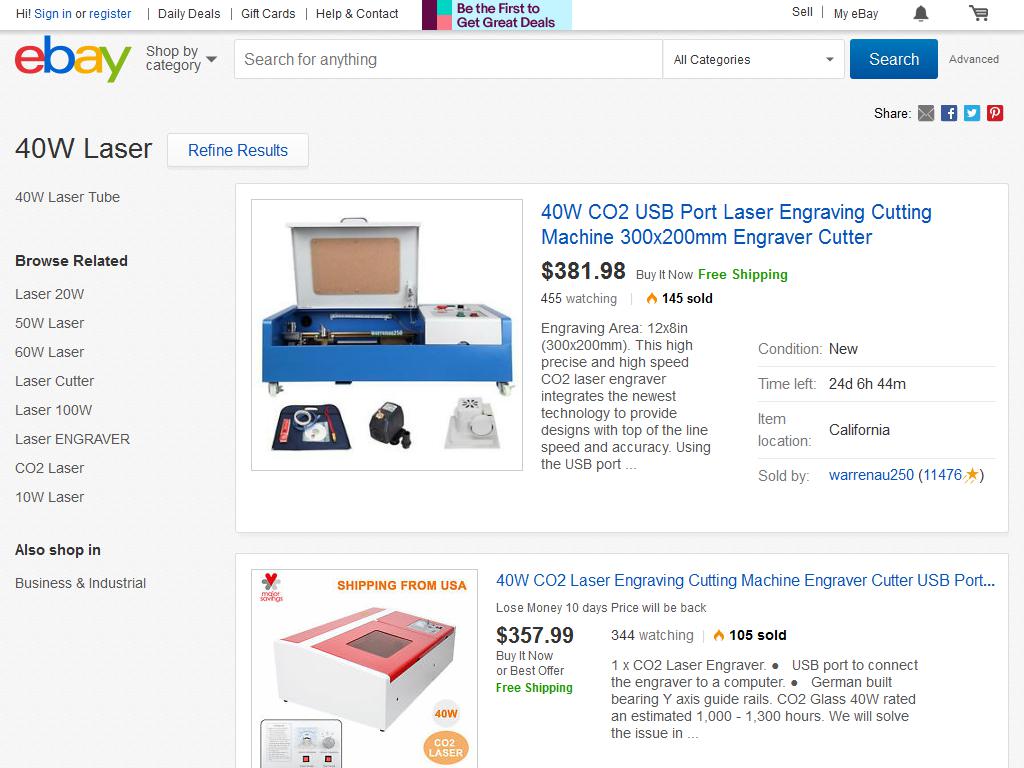 Hi! Sign in or register | Daily Deals | Gift Cards | Help & Contact
Be the First to
Get Great Deals
Sell | My eBay
ebay
Shop by
category
Search for anything
All Categories
Search
Advanced
Share:
40W Laser
Refine Results
40W Laser Tube
Browse Related
Laser 20W
50W Laser
60W Laser
Laser Cutter
Laser 100W
Laser ENGRAVER
CO2 Laser
10W Laser
Also shop in
Business & Industrial
warrenau250
40W CO2 USB Port Laser Engraving Cutting
Machine 300x200mm Engraver Cutter
$381.98 Buy It Now Free Shipping
455 watching | 145 sold
Engraving Area: 12x8in
(300x200mm). This high
precise and high speed
CO2 laser engraver
integrates the newest
technology to provide
designs with top of the line
speed and accuracy. Using
the USB port ...
Condition: New
Time left: 24d 6h 44m
Item
location: California
Sold by: warrenau250 (11476)
major
savings
SHIPPING FROM USA
40W
CO2
LASER
40W CO2 Laser Engraving Cutting Machine Engraver Cutter USB Port...
Lose Money 10 days Price will be back
$357.99
Buy It Now
or Best Offer
Free Shipping
344 watching | 105 sold
1 x CO2 Laser Engraver. ● USB port to connect
the engraver to a computer. ● German built
bearing Y axis guide rails. CO2 Glass 40W rated
an estimated 1,000 - 1,300 hours. We will solve
the issue in ...